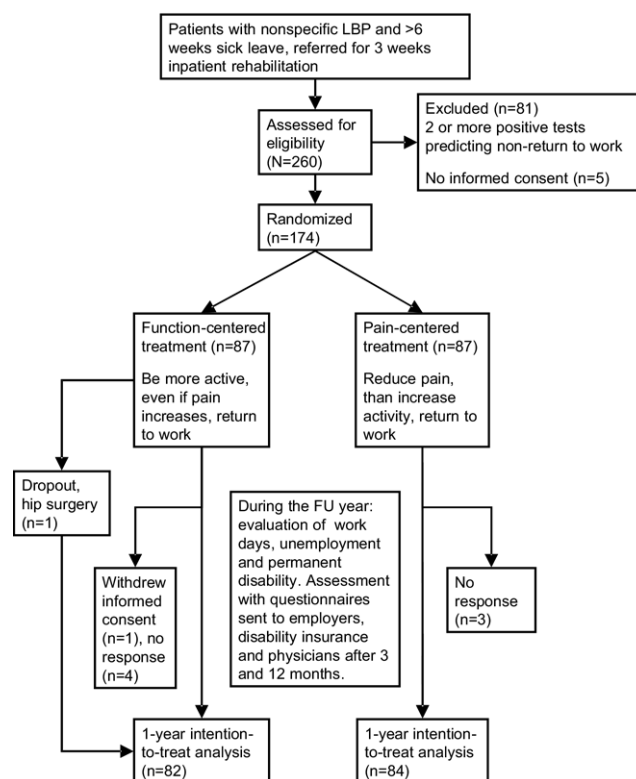 Patients with nonspecific LBP and >6
weeks sick leave, referred for 3 weeks
inpatient rehabilitation
Assessed for
eligibility
(N=260)
Excluded (n=81)
2 or more positive tests
predicting non-return to work
No informed consent (n=5)
Randomized
(n=174)
Function-centered
treatment (n=87)
Be more active,
even if pain
increases, return
to work
Pain-centered
treatment (n=87)
Reduce pain,
than increase
activity, return to
work
Dropout,
hip surgery
(n=1)
Withdrew
informed
consent
(n=1), no
response
(n=4)
During the FU year:
evaluation of work
days, unemployment
and permanent
disability. Assessment
with questionnaires
sent to employers,
disability insurance
and physicians after 3
and 12 months.
No
response
(n=3)
1-year intention-
to-treat analysis
(n=82)
1-year intention-
to-treat analysis
(n=84)